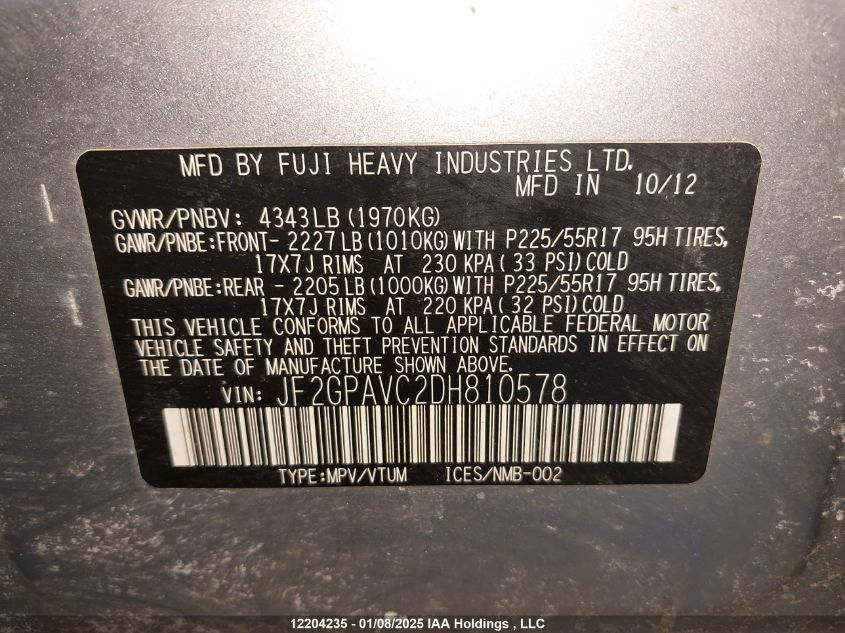 MFD BY FUJI HEAVY INDUSTRIES LTD.
MFD IN 10/12
GVWR/PNBV: 4343LB (1970KG)
GAWR/PNBE:FRONT- 2227LB (1010KG) WITH P225/55R17 95H TIRES,
17X7J RIMS AT 230 KPA ( 33 PSI) COLD
GAWR/PNBE:REAR - 2205LB (1000KG) WITH P225/55R17 95H TIRES,
17X7J RIMS AT 220 KPA ( 32 PSI) COLD
THIS VEHICLE CONFORMS TO ALL APPLICABLE FEDERAL MOTOR
VEHICLE SAFETY AND THEFT PREVENTION STANDARDS IN EFFECT ON
THE DATE OF MANUFACTURE SHOWN ABOVE.
VIN: JF2GPAVC2DH810578
TYPE:MPV/VTUM ICES/NMB-002
12204235 - 01/08/2025 IAA Holdings , LLC